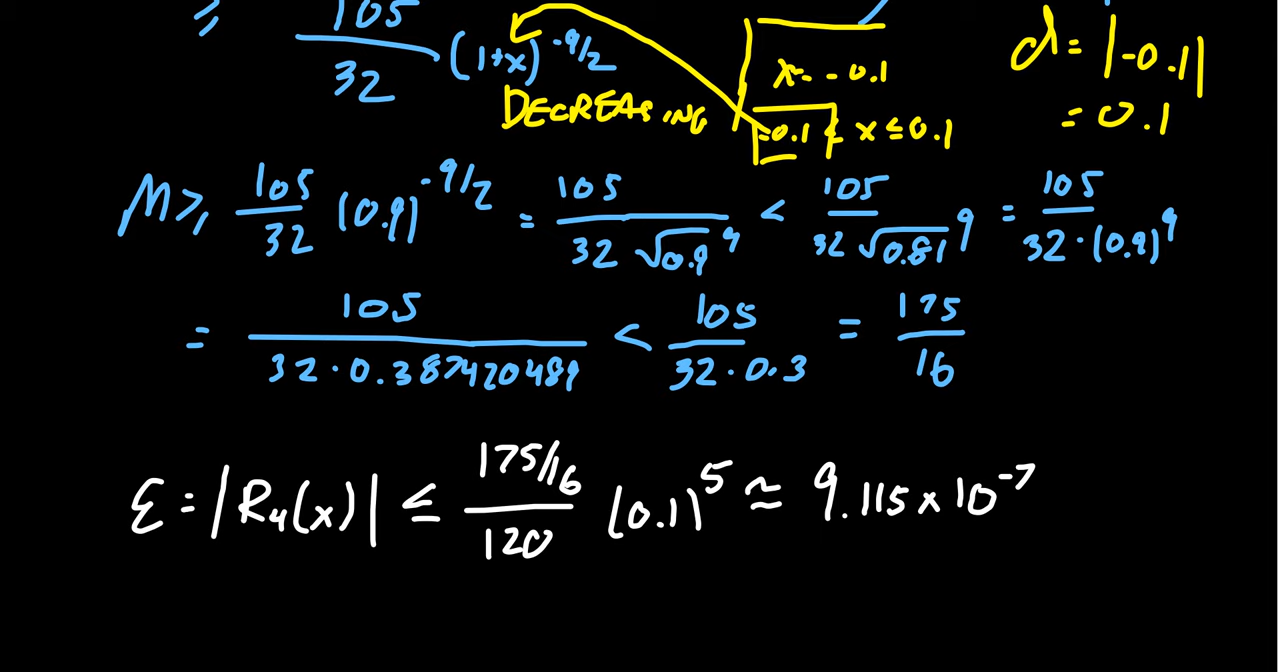 ≤ 105/32 (1+x)^-9/2
DECREASING
x = -0.1
-0.1 ≤ x ≤ 0.1
d = |-0.1|
= 0.1
M ≥ 105/32 (0.9)^-9/2 = 105/(32 √0.9^9) < 105/(32 √0.81^9) = 105/(32 · (0.9)^9)
= 105/(32 · 0.387420489) < 105/(32 · 0.3) = 175/16
ε = |R₄(x)| ≤ (175/16)/120 (0.1)^5 ≈ 9.115 x 10^-7